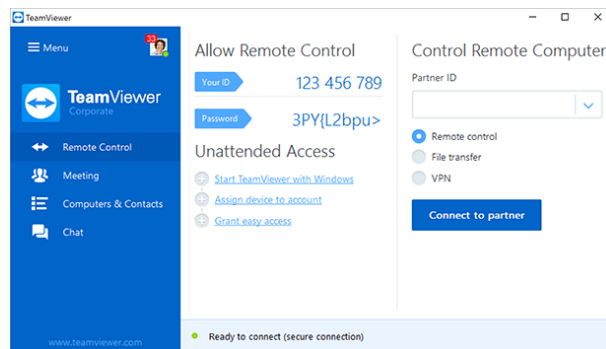 TeamViewer
Menu
33
TeamViewer
Corporate
Remote Control
Meeting
Computers & Contacts
Chat
www.teamviewer.com
Allow Remote Control
Your ID 123 456 789
Password 3PY{L2bpu>
Unattended Access
Start TeamViewer with Windows
Assign device to account
Grant easy access
Control Remote Computer
Partner ID
Remote control
File transfer
VPN
Connect to partner
Ready to connect (secure connection)